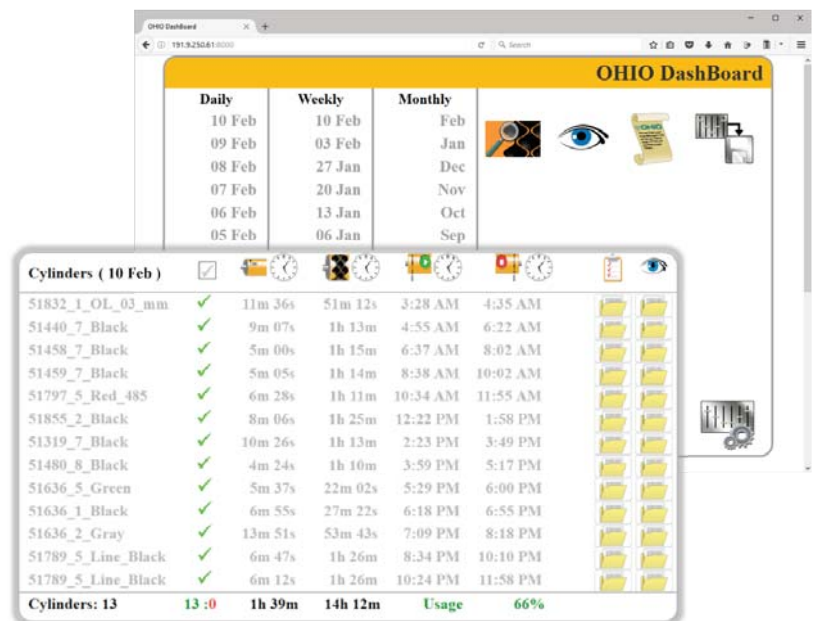 OHIO DashBoard
191.9.250.61:8000
Search
OHIO DashBoard
Daily Weekly Monthly
10 Feb 10 Feb Feb
09 Feb 03 Feb Jan
08 Feb 27 Jan Dec
07 Feb 20 Jan Nov
06 Feb 13 Jan Oct
05 Feb 06 Jan Sep
OHIO
Cylinders ( 10 Feb )
51832_1_OL_03_mm 11m 36s 51m 12s 3:28 AM 4:35 AM
51440_7_Black 9m 07s 1h 13m 4:55 AM 6:22 AM
51458_7_Black 5m 00s 1h 15m 6:37 AM 8:02 AM
51459_7_Black 5m 05s 1h 14m 8:38 AM 10:02 AM
51797_5_Red_485 6m 28s 1h 11m 10:34 AM 11:55 AM
51855_2_Black 8m 06s 1h 25m 12:22 PM 1:58 PM
51319_7_Black 10m 26s 1h 13m 2:23 PM 3:49 PM
51480_8_Black 4m 24s 1h 10m 3:59 PM 5:17 PM
51636_5_Green 5m 37s 22m 02s 5:29 PM 6:00 PM
51636_1_Black 6m 55s 27m 22s 6:18 PM 6:55 PM
51636_2_Gray 13m 51s 53m 43s 7:09 PM 8:18 PM
51789_5_Line_Black 6m 47s 1h 26m 8:34 PM 10:10 PM
51789_5_Line_Black 6m 12s 1h 26m 10:24 PM 11:58 PM
Cylinders: 13 13 :0 1h 39m 14h 12m Usage 66%